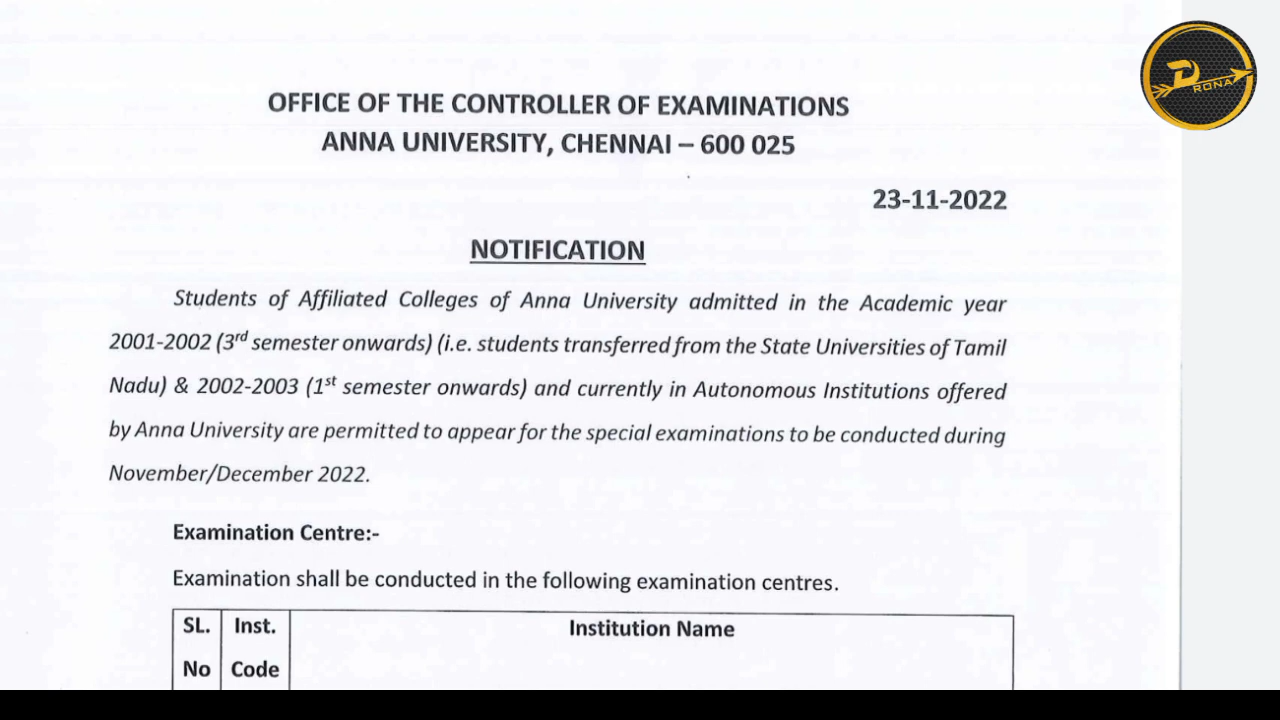 D
RONA
OFFICE OF THE CONTROLLER OF EXAMINATIONS
ANNA UNIVERSITY, CHENNAI – 600 025
23-11-2022
NOTIFICATION
Students of Affiliated Colleges of Anna University admitted in the Academic year
2001-2002 (3rd semester onwards) (i.e. students transferred from the State Universities of Tamil
Nadu) & 2002-2003 (1st semester onwards) and currently in Autonomous Institutions offered
by Anna University are permitted to appear for the special examinations to be conducted during
November/December 2022.
Examination Centre:-
Examination shall be conducted in the following examination centres.
SL. Inst. Institution Name
No Code